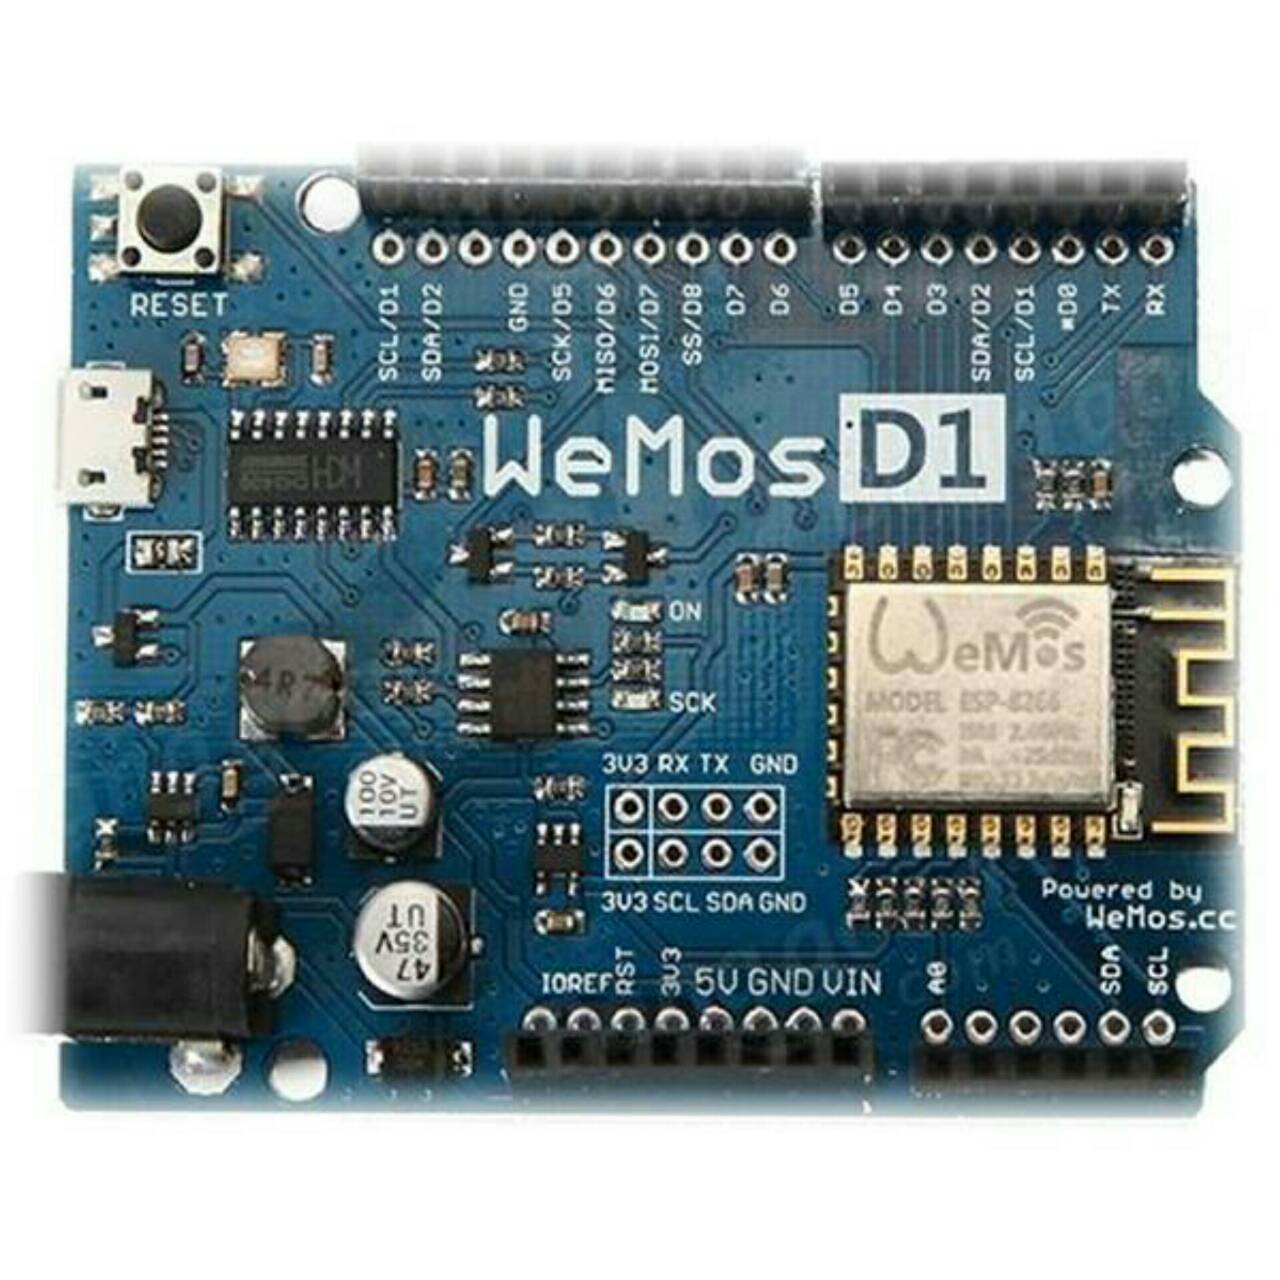 RESET
SCL/D1
SDA/D2
GND
SCK/D5
MISO/D6
MOSI/D7
SS/D8
D7
D6
D5
D4
D3
SDA/D2
SCL/D1
*D0
TX
RX
WeMos D1
WCH
ON
SCK
4R7
WeMos
MODEL ESP-8266
FC
100
10V
UT
3V3 RX TX GND
3V3 SCL SDA GND
47
35V
UT
Powered by
WeMos.cc
IOREF RST 3V3 5V GND VIN
A0
SDA
SCL